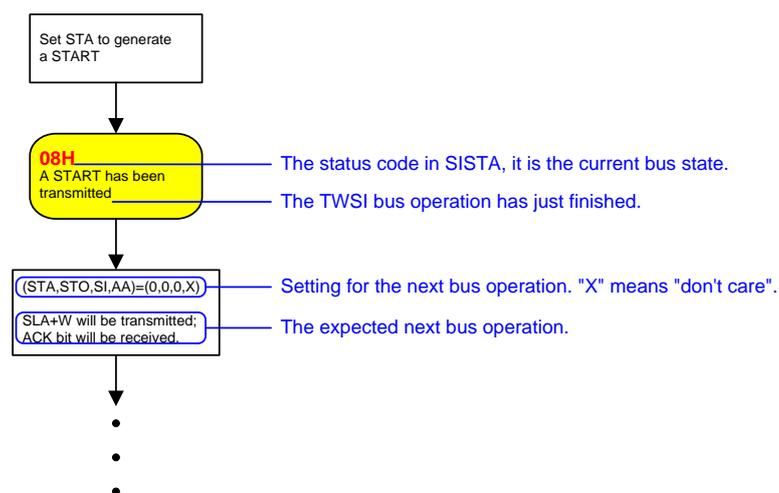 Set STA to generate
a START
08H
A START has been
transmitted
The status code in SISTA, it is the current bus state.
The TWSI bus operation has just finished.
(STA,STO,SI,AA)=(0,0,0,X)
Setting for the next bus operation. "X" means "don't care".
SLA+W will be transmitted;
ACK bit will be received.
The expected next bus operation.